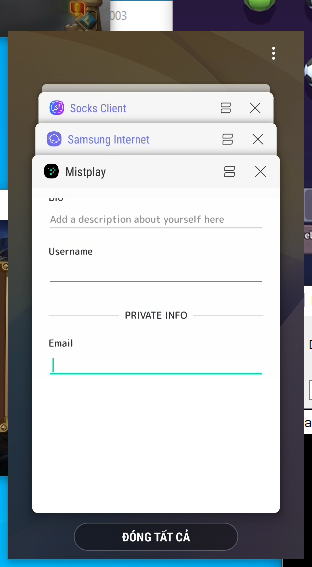 003
Socks Client
Samsung Internet
Mistplay
Bio
Add a description about yourself here
Username
PRIVATE INFO
Email
ĐÓNG TẤT CẢ